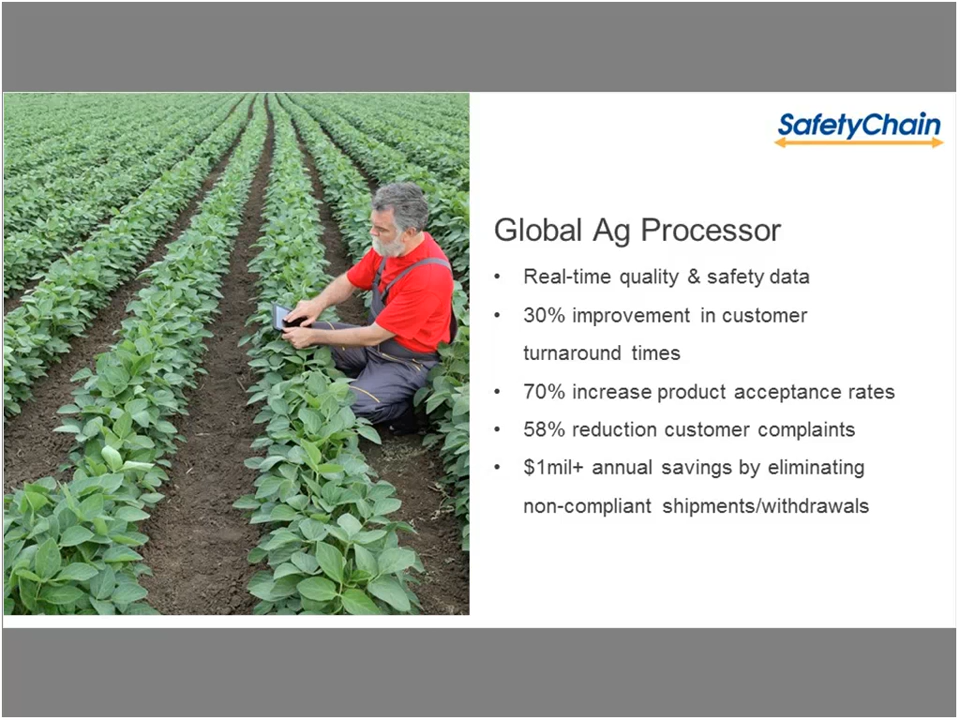 SafetyChain
Global Ag Processor
• Real-time quality & safety data
• 30% improvement in customer
turnaround times
• 70% increase product acceptance rates
• 58% reduction customer complaints
• $1mil+ annual savings by eliminating
non-compliant shipments/withdrawals